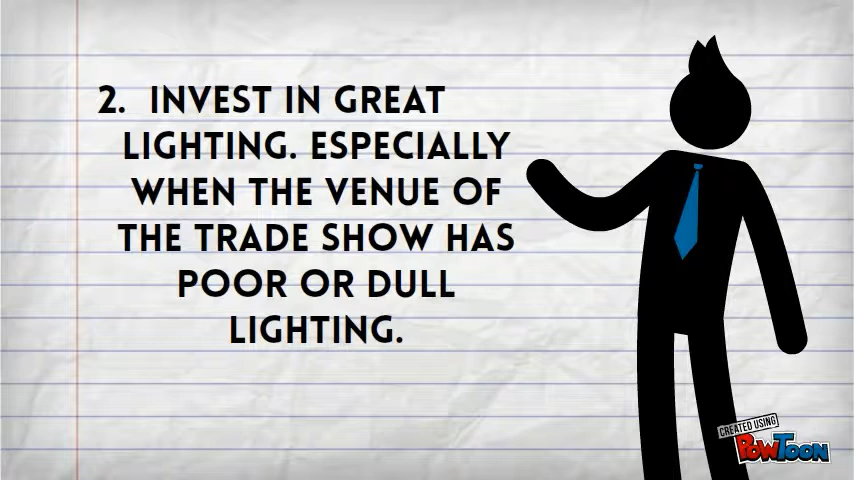 2. INVEST IN GREAT
LIGHTING. ESPECIALLY
WHEN THE VENUE OF
THE TRADE SHOW HAS
POOR OR DULL
LIGHTING.
CREATED USING
POWTOON